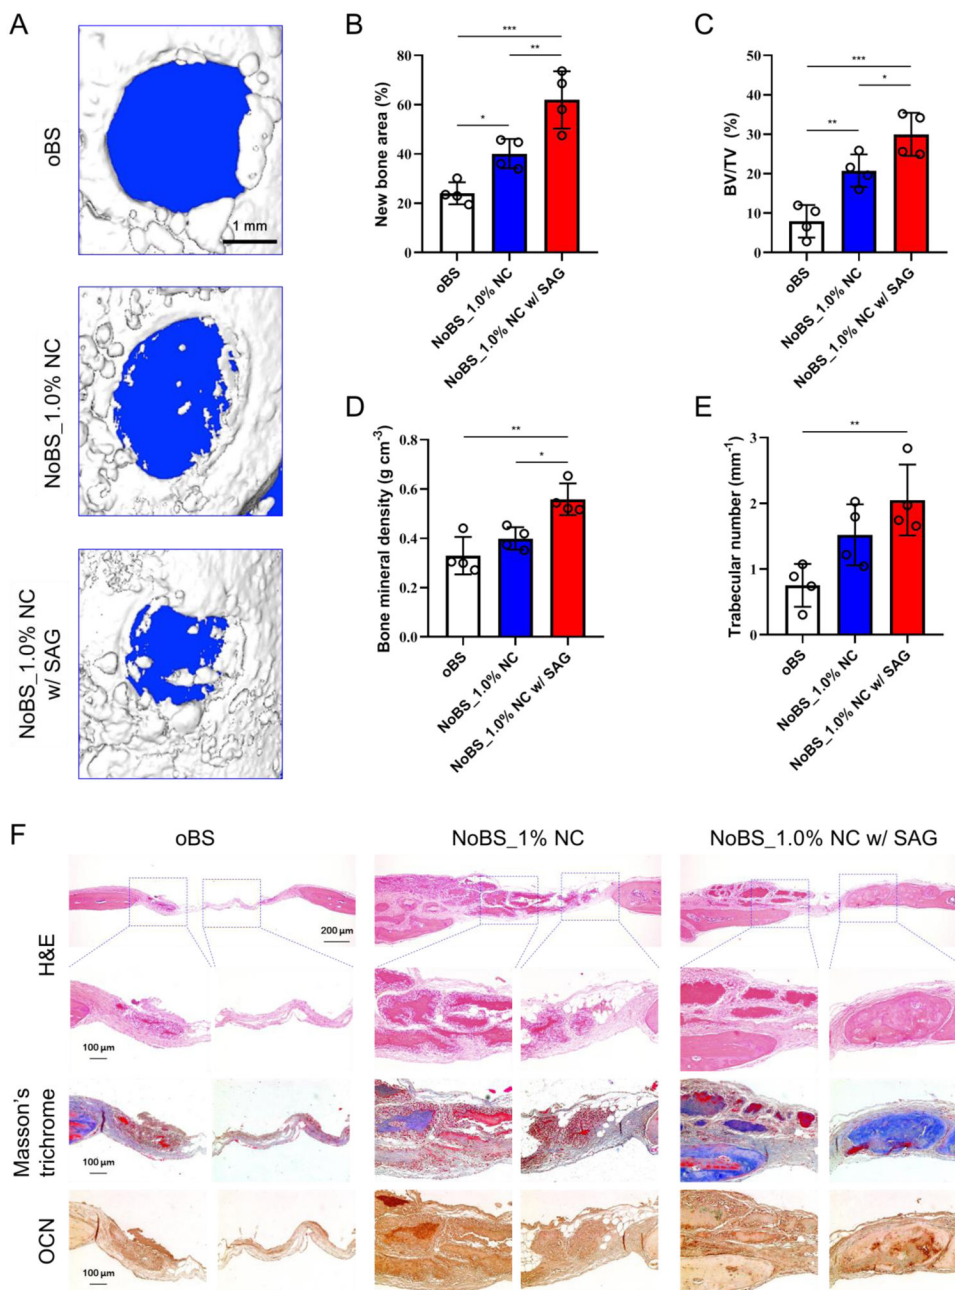 A
oBS
1 mm
NoBS_1.0% NC
NoBS_1.0% NC
w/ SAG
B
New bone area (%)
80
60
40
20
0
***
**
*
oBS
NoBS_1.0% NC
NoBS_1.0% NC w/ SAG
C
BV/TV (%)
50
40
30
20
10
0
***
*
**
oBS
NoBS_1.0% NC
NoBS_1.0% NC w/ SAG
D
Bone mineral density (g cm⁻³)
0.8
0.6
0.4
0.2
0.0
**
*
oBS
NoBS_1.0% NC
NoBS_1.0% NC w/ SAG
E
Trabecular number (mm⁻¹)
3
2
1
0
**
oBS
NoBS_1.0% NC
NoBS_1.0% NC w/ SAG
F
oBS
NoBS_1% NC
NoBS_1.0% NC w/ SAG
H&E
200 μm
100 μm
Masson's
trichrome
100 μm
OCN
100 μm